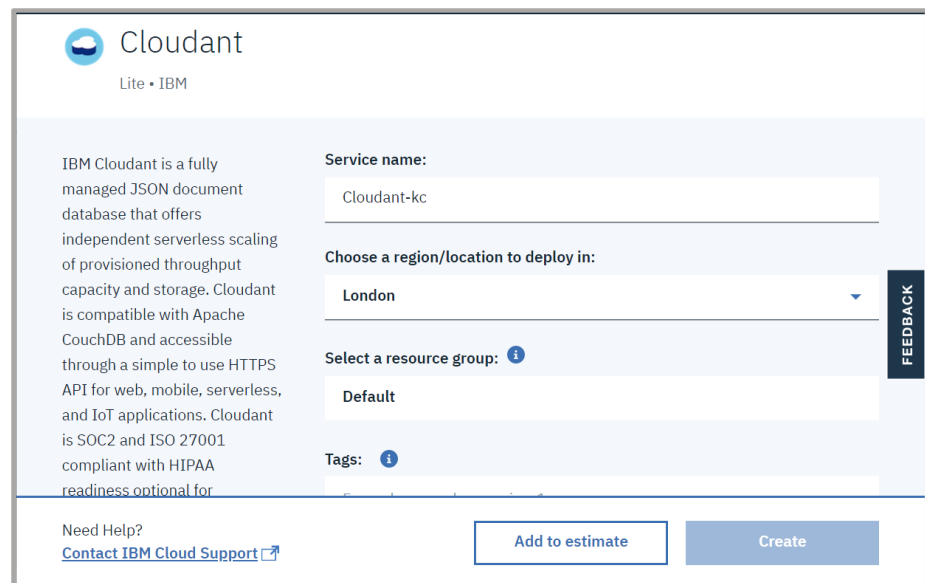 Cloudant
Lite • IBM
IBM Cloudant is a fully
managed JSON document
database that offers
independent serverless scaling
of provisioned throughput
capacity and storage. Cloudant
is compatible with Apache
CouchDB and accessible
through a simple to use HTTPS
API for web, mobile, serverless,
and IoT applications. Cloudant
is SOC2 and ISO 27001
compliant with HIPAA
readiness optional for
Service name:
Cloudant-kc
Choose a region/location to deploy in:
London
Select a resource group:
Default
Tags:
FEEDBACK
Need Help?
Contact IBM Cloud Support
Add to estimate
Create